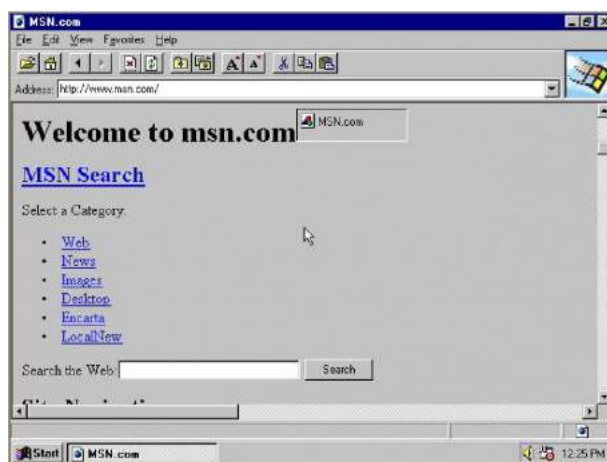 MSN.com
File Edit View Favorites Help
Address: http://www.msn.com/
Welcome to msn.com
MSN.com
MSN Search
Select a Category:
• Web
• News
• Images
• Desktop
• Encarta
• LocalNew
Search the Web: Search
Start MSN.com 12:25 PM